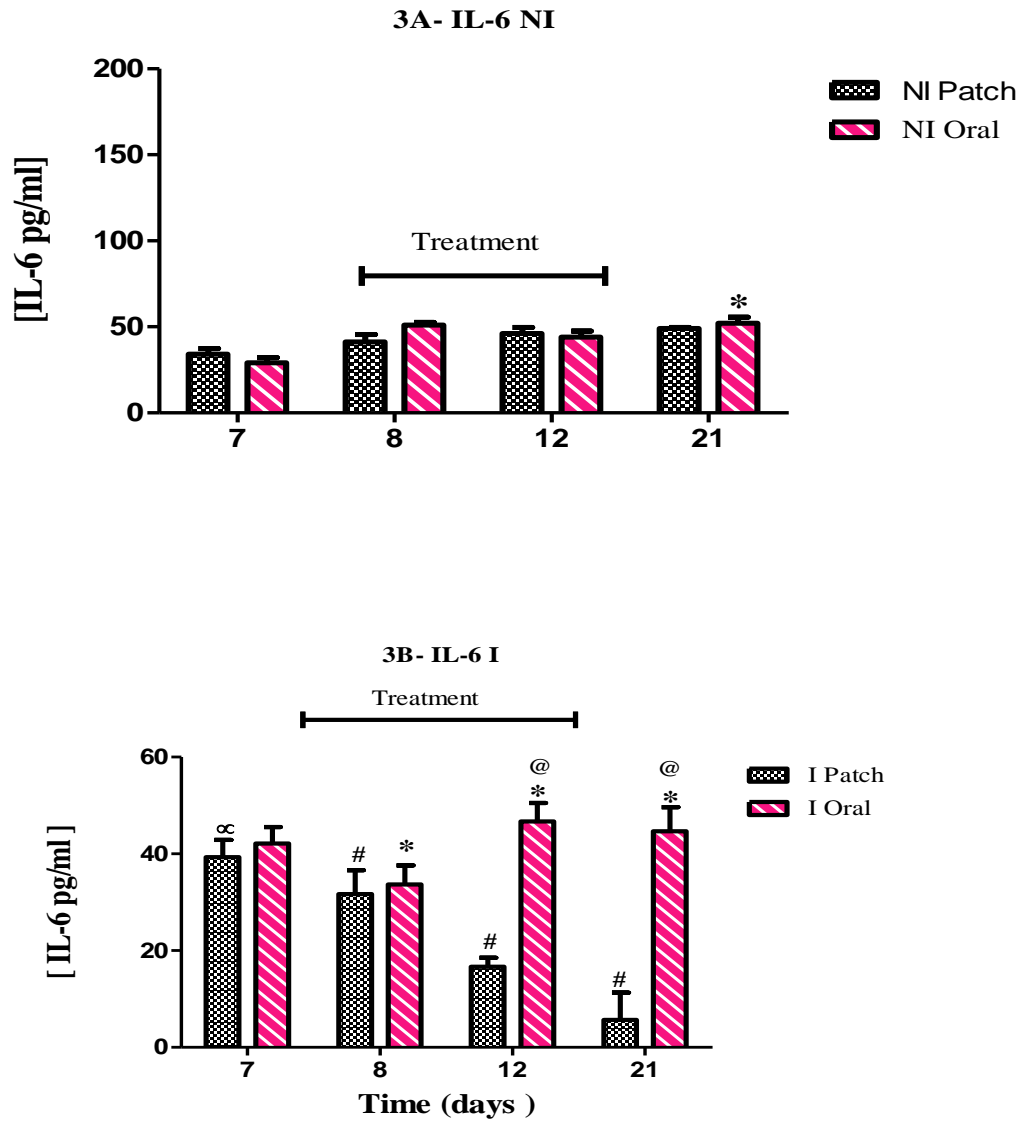 3A- IL-6 NI
200
150
100
50
0
[IL-6 pg/ml]
Treatment
*
7 8 12 21
NI Patch
NI Oral
3B- IL-6 I
Treatment
60
40
20
0
[ IL-6 pg/ml ]
∝ # * # @ * # @ *
7 8 12 21
Time (days )
I Patch
I Oral